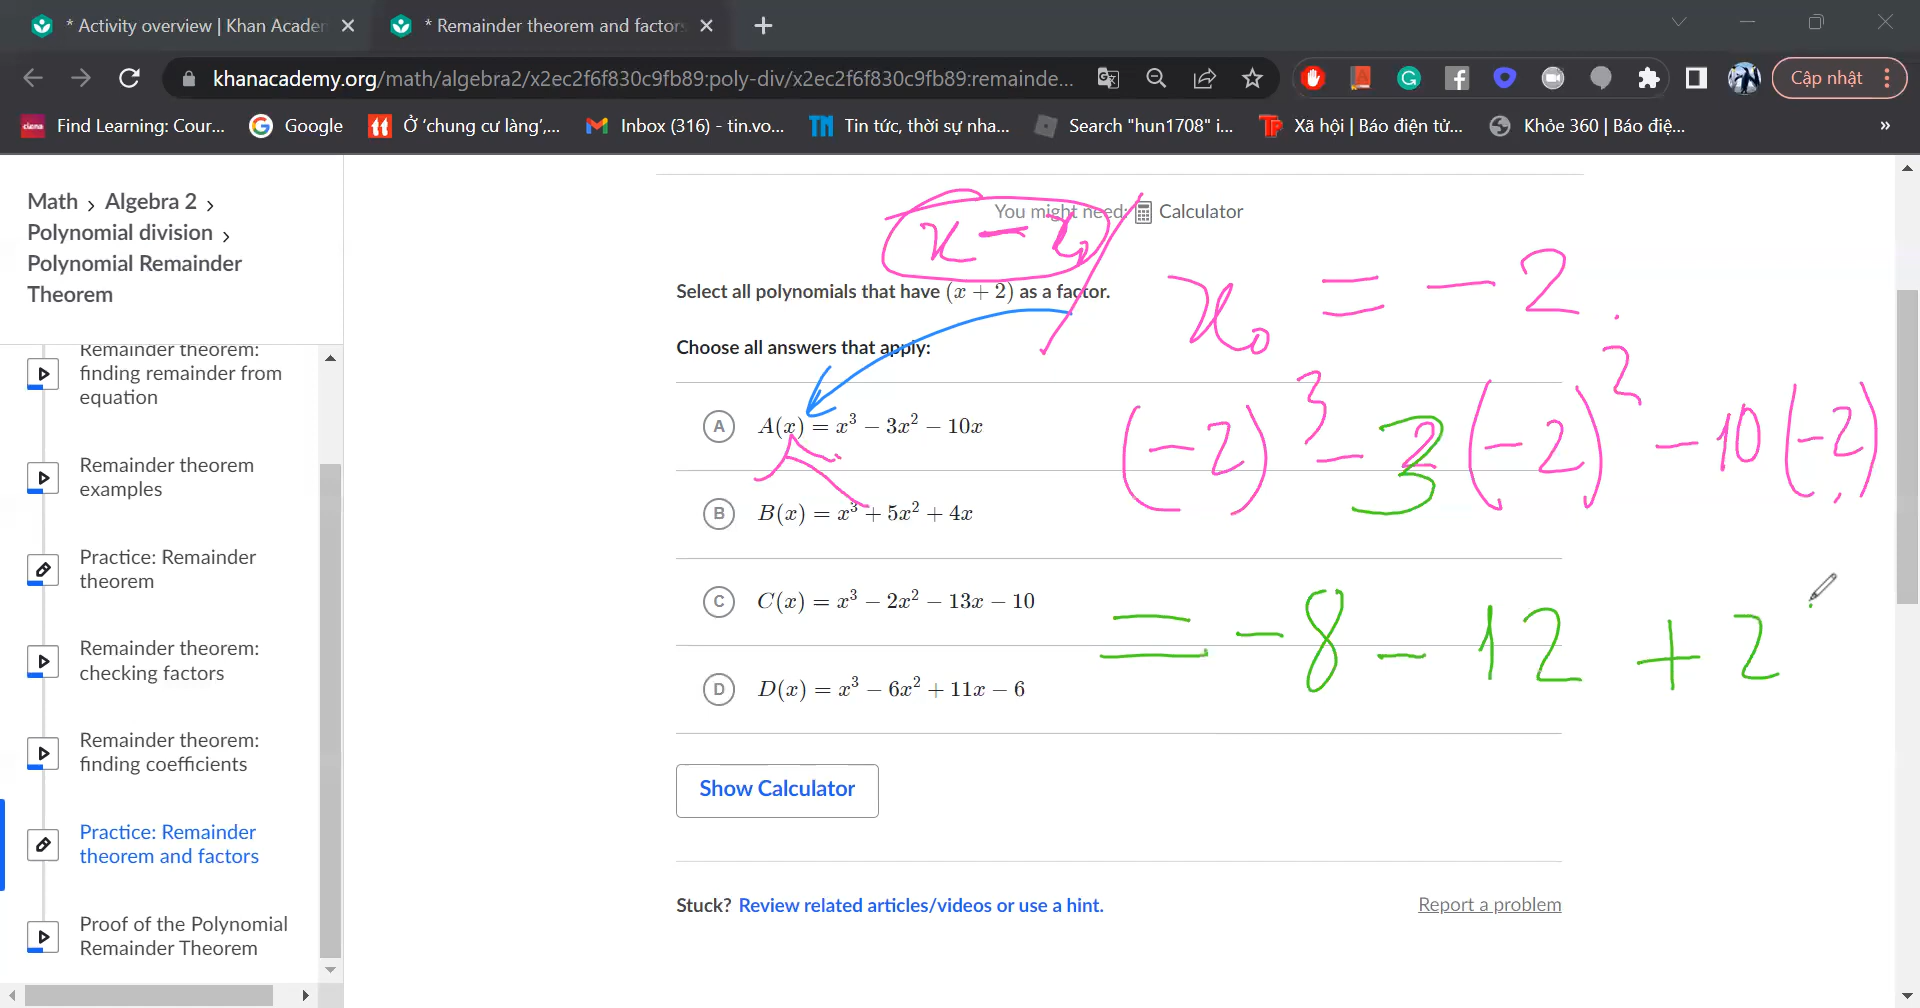 * Activity overview | Khan Acader
* Remainder theorem and factors
khanacademy.org/math/algebra2/x2ec2f6f830c9fb89:poly-div/x2ec2f6f830c9fb89:remainde...
Cập nhật
ciena Find Learning: Cour...
Google
Ở 'chung cư làng',...
Inbox (316) - tin.vo...
TN Tin tức, thời sự nha...
Search "hun1708" i...
TP Xã hội | Báo điện tử...
Khỏe 360 | Báo điệ...
»
Math > Algebra 2 >
Polynomial division >
Polynomial Remainder
Theorem
Remainder theorem:
finding remainder from
equation
Remainder theorem
examples
Practice: Remainder
theorem
Remainder theorem:
checking factors
Remainder theorem:
finding coefficients
Practice: Remainder
theorem and factors
Proof of the Polynomial
Remainder Theorem
You might need: Calculator
x - x₀
x₀ = -2.
Select all polynomials that have (x + 2) as a factor.
Choose all answers that apply:
A A(x) = x³ − 3x² − 10x
(-2)³ - 3(-2)² - 10(-2)
B B(x) = x³ + 5x² + 4x
C C(x) = x³ − 2x² − 13x − 10
= -8 - 12 + 2
D D(x) = x³ − 6x² + 11x − 6
Show Calculator
Stuck? Review related articles/videos or use a hint.
Report a problem